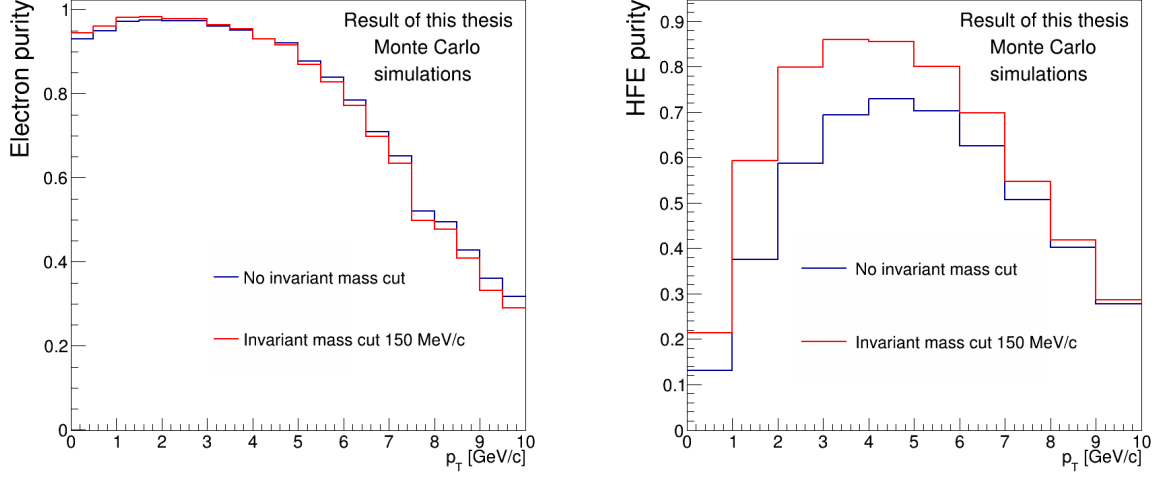 Electron purity
1
0.8
0.6
0.4
0.2
0
Result of this thesis
Monte Carlo
simulations
No invariant mass cut
Invariant mass cut 150 MeV/c
0 1 2 3 4 5 6 7 8 9 10
p_T [GeV/c]
HFE purity
0.9
0.8
0.7
0.6
0.5
0.4
0.3
0.2
0.1
0
Result of this thesis
Monte Carlo
simulations
No invariant mass cut
Invariant mass cut 150 MeV/c
0 1 2 3 4 5 6 7 8 9 10
p_T [GeV/c]